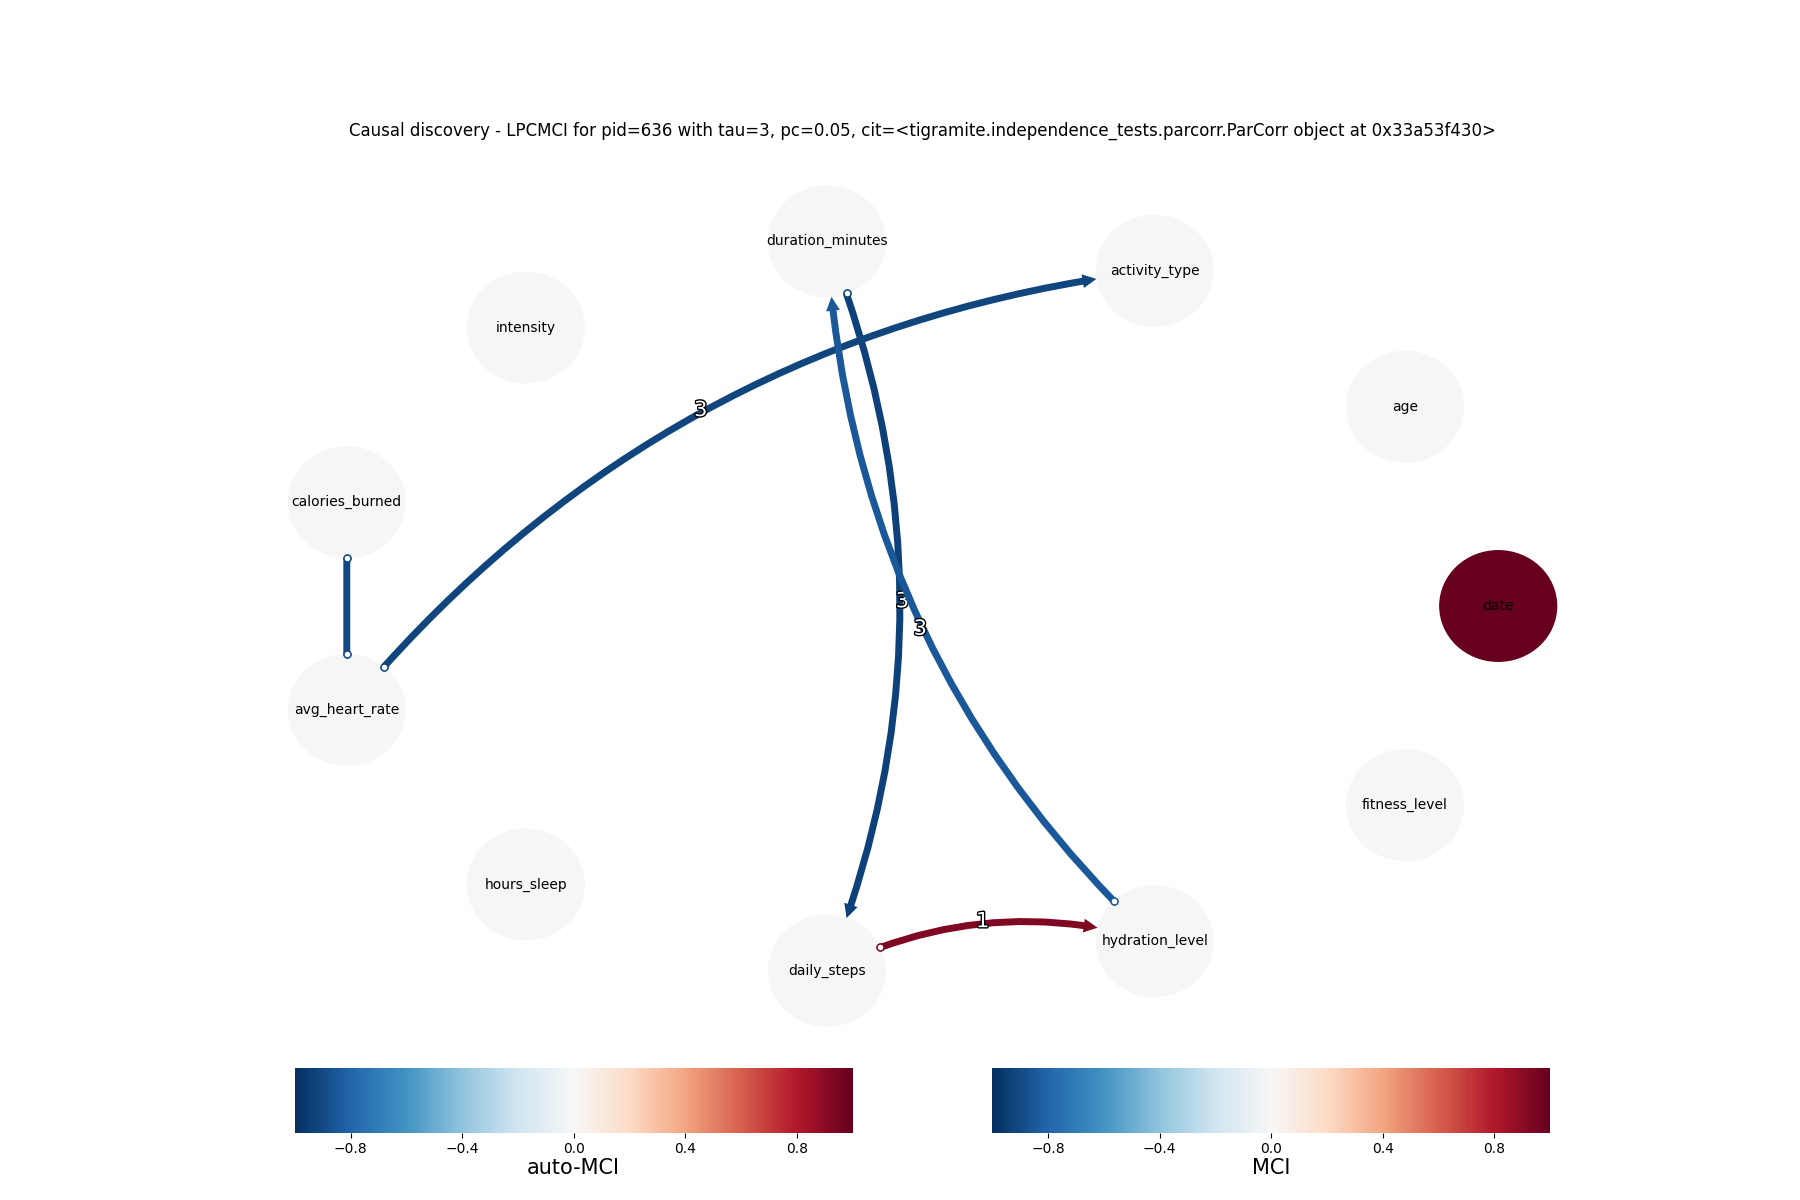 Causal discovery - LPCMCI for pid=636 with tau=3, pc=0.05, cit=<tigramite.independence_tests.parcorr.ParCorr object at 0x33a53f430>
duration_minutes
activity_type
intensity
age
3
calories_burned
date
3
3
avg_heart_rate
fitness_level
hours_sleep
1
hydration_level
daily_steps
−0.8 −0.4 0.0 0.4 0.8
auto-MCI
−0.8 −0.4 0.0 0.4 0.8
MCI